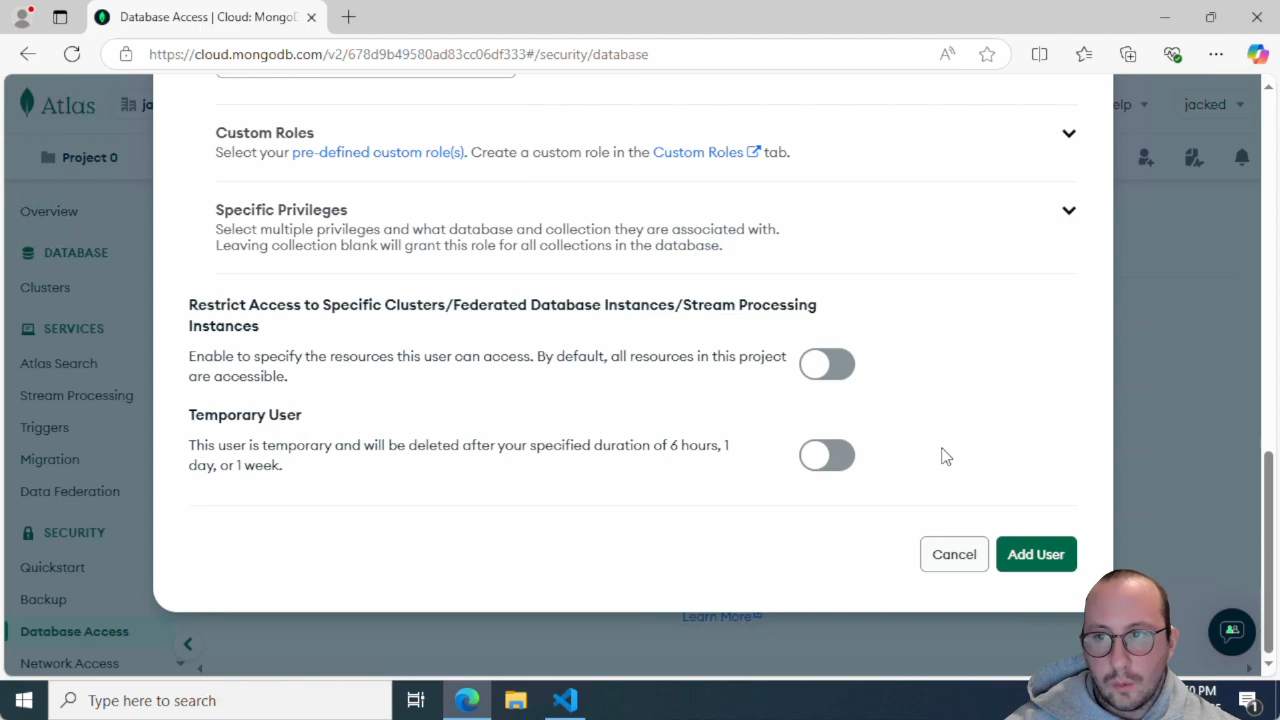 Database Access | Cloud: MongoD
https://cloud.mongodb.com/v2/678d9b49580ad83cc06df333#/security/database
Atlas
ja
elp
jacked
Project 0
Overview
DATABASE
Clusters
SERVICES
Atlas Search
Stream Processing
Triggers
Migration
Data Federation
SECURITY
Quickstart
Backup
Database Access
Network Access
Custom Roles
Select your pre-defined custom role(s). Create a custom role in the Custom Roles tab.
Specific Privileges
Select multiple privileges and what database and collection they are associated with.
Leaving collection blank will grant this role for all collections in the database.
Restrict Access to Specific Clusters/Federated Database Instances/Stream Processing
Instances
Enable to specify the resources this user can access. By default, all resources in this project
are accessible.
Temporary User
This user is temporary and will be deleted after your specified duration of 6 hours, 1
day, or 1 week.
Cancel
Add User
Learn More
Type here to search
0 PM
1